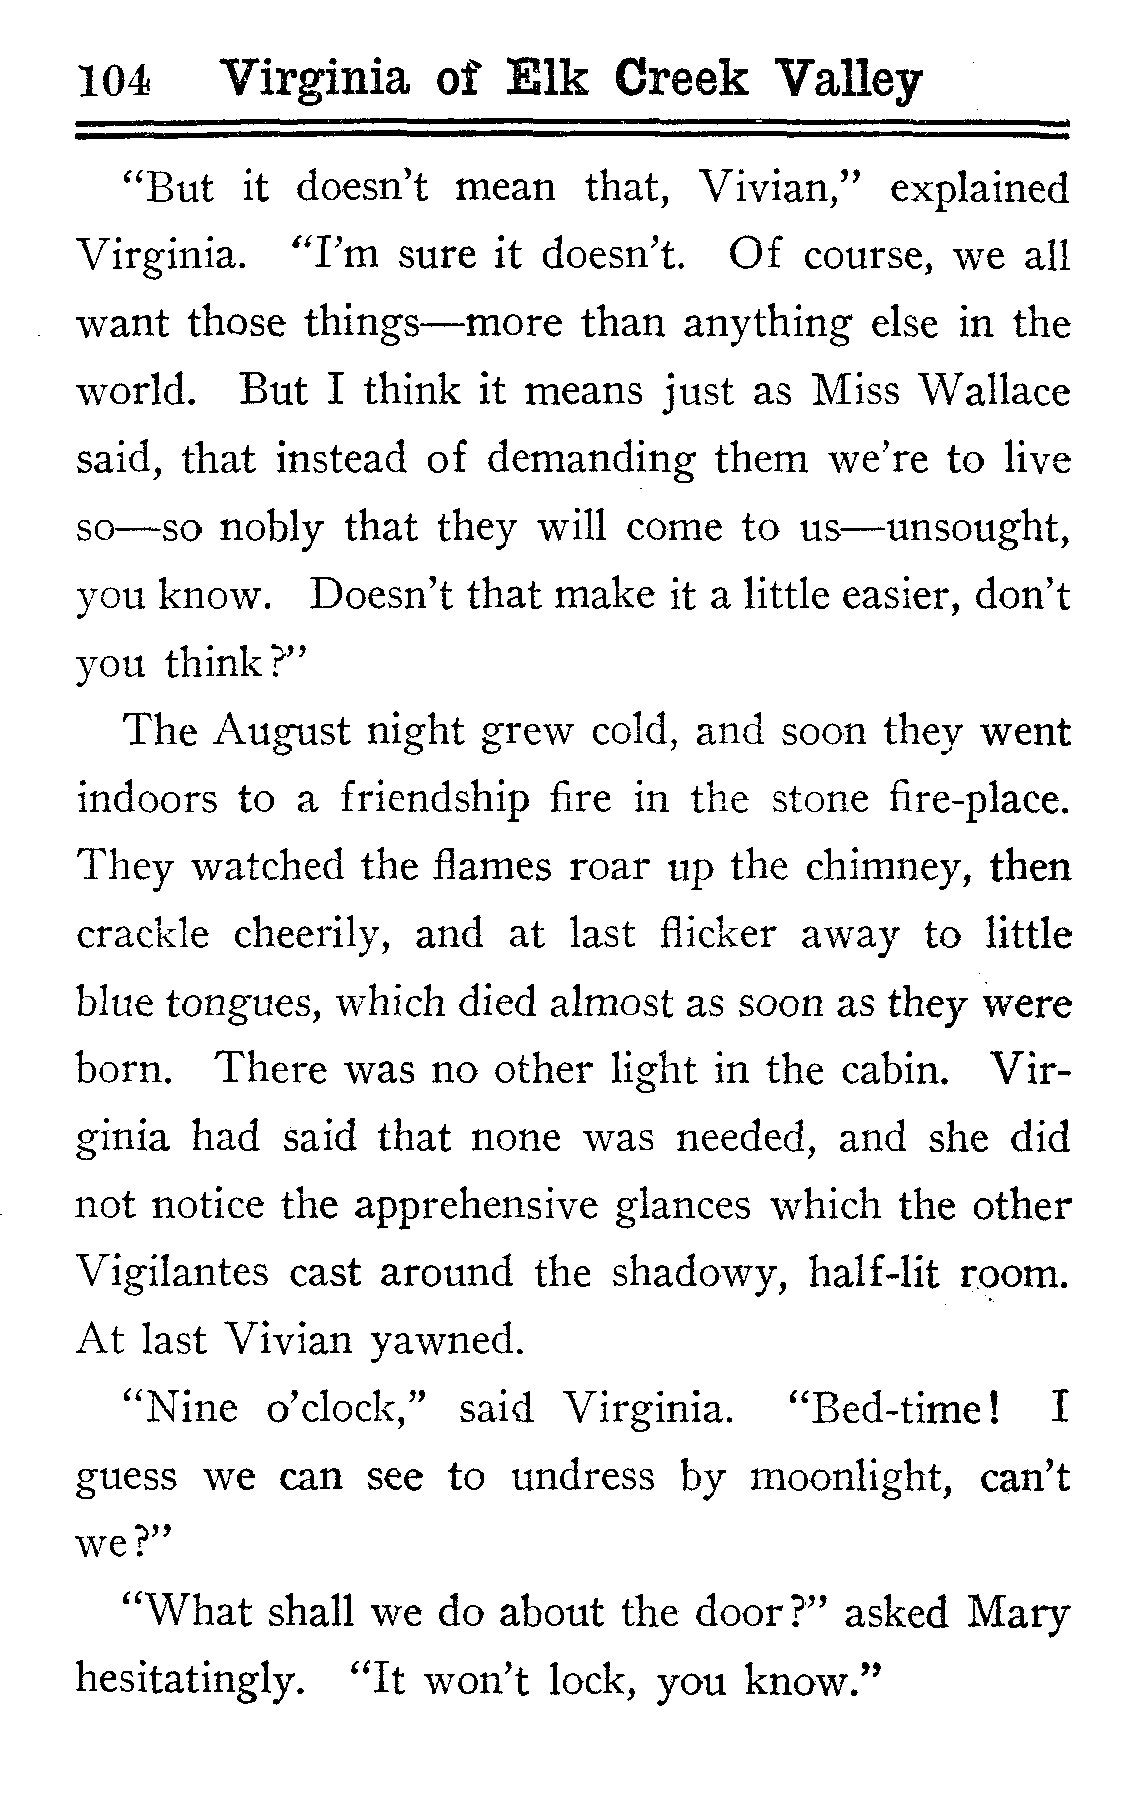 104 Virginia of Elk Creek Valley
“But it doesn’t mean that, Vivian,” explained
Virginia. “I’m sure it doesn’t. Of course, we all
want those things—more than anything else in the
world. But I think it means just as Miss Wallace
said, that instead of demanding them we’re to live
so—so nobly that they will come to us—unsought,
you know. Doesn’t that make it a little easier, don’t
you think?”
The August night grew cold, and soon they went
indoors to a friendship fire in the stone fire-place.
They watched the flames roar up the chimney, then
crackle cheerily, and at last flicker away to little
blue tongues, which died almost as soon as they were
born. There was no other light in the cabin. Vir-
ginia had said that none was needed, and she did
not notice the apprehensive glances which the other
Vigilantes cast around the shadowy, half-lit room.
At last Vivian yawned.
“Nine o’clock,” said Virginia. “Bed-time! I
guess we can see to undress by moonlight, can’t
we?”
“What shall we do about the door?” asked Mary
hesitatingly. “It won’t lock, you know.”